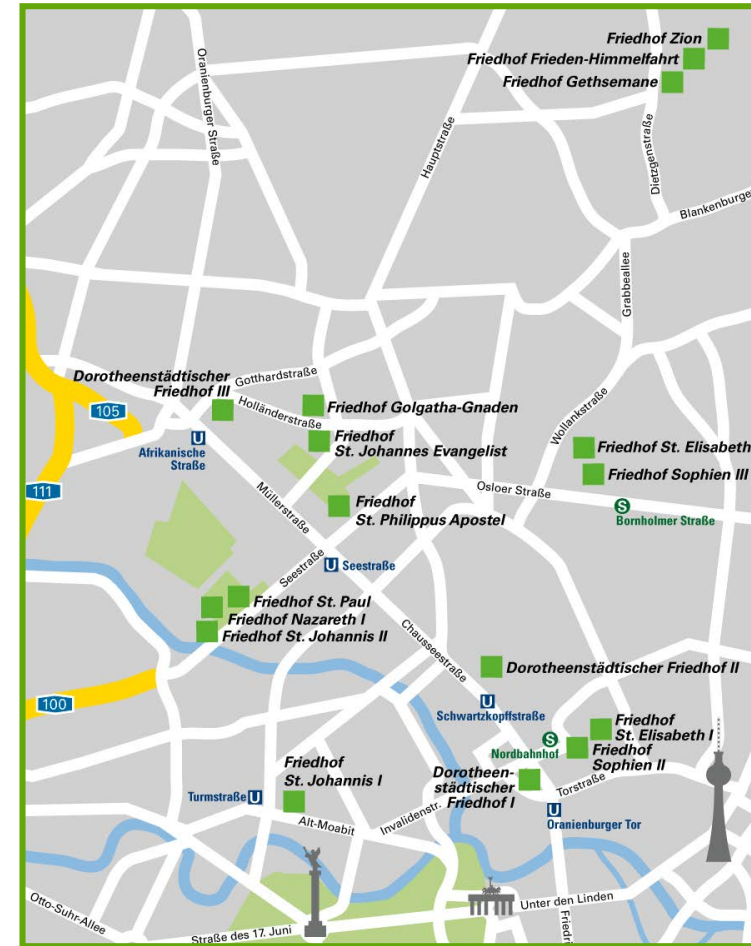 Friedhof Zion
Friedhof Frieden-Himmelfahrt
Friedhof Gethsemane
Oranienburger Straße
Hauptstraße
Dietzgenstraße
Blankenburger
Grabbeallee
Dorotheenstädtischer
Friedhof III
Gotthardstraße
Holländerstraße
Friedhof Golgatha-Gnaden
105
U
Afrikanische
Straße
Friedhof
St. Johannes Evangelist
Wollankstraße
Friedhof St. Elisabeth
Friedhof Sophien III
111
Müllerstraße
Osloer Straße
S
Bornholmer Straße
Friedhof
St. Philippus Apostel
Seestraße
U Seestraße
Friedhof St. Paul
Friedhof Nazareth I
Friedhof St. Johannis II
Chausseestraße
Dorotheenstädtischer Friedhof II
100
U
Schwartzkopffstraße
Friedhof
St. Elisabeth I
S
Nordbahnhof
Friedhof
Sophien II
Friedhof
St. Johannis I
Dorotheen-
städtischer
Friedhof I
Torstraße
Turmstraße U
Invalidenstr.
Alt-Moabit
U
Oranienburger Tor
Otto-Suhr-Allee
Straße des 17. Juni
Unter den Linden
Friedri